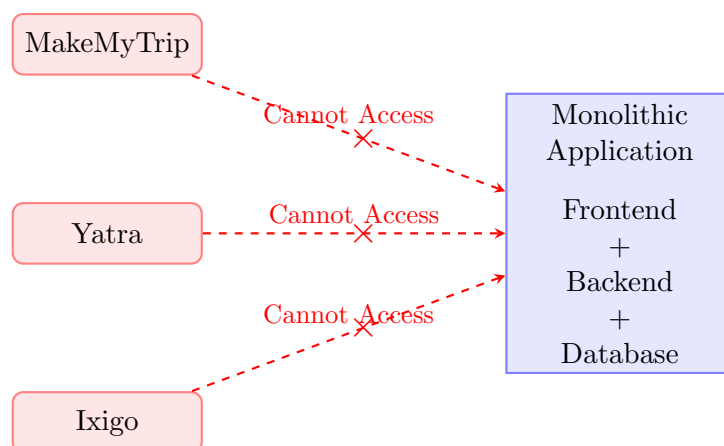 MakeMyTrip
Cannot Access
Monolithic
Application
Yatra
Cannot Access
Frontend
+
Backend
+
Database
Cannot Access
Ixigo